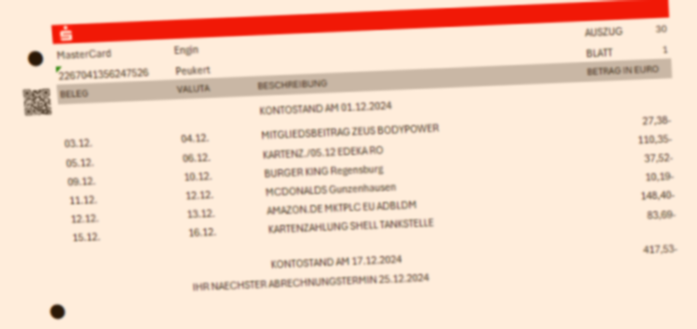 MasterCard Engin AUSZUG 30
2267041356247526 Peukert BLATT 1
BELEG VALUTA BESCHREIBUNG BETRAG IN EURO
KONTOSTAND AM 01.12.2024
03.12. 04.12. MITGLIEDSBEITRAG ZEUS BODYPOWER 27,38-
05.12. 06.12. KARTENZ./05.12 EDEKA RO 110,35-
09.12. 10.12. BURGER KING Regensburg 37,52-
11.12. 12.12. MCDONALDS Gunzenhausen 10,19-
12.12. 13.12. AMAZON.DE MKTPLC EU ADBLDM 148,40-
15.12. 16.12. KARTENZAHLUNG SHELL TANKSTELLE 83,69-
KONTOSTAND AM 17.12.2024 417,53-
IHR NAECHSTER ABRECHNUNGSTERMIN 25.12.2024